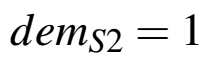 dem_{S2} = 1